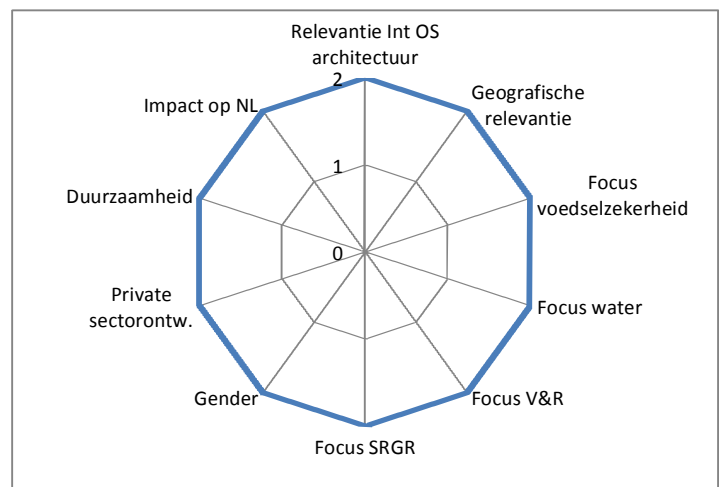 Relevantie Int OS
architectuur
Geografische
relevantie
Focus
voedselzekerheid
Focus water
Focus V&R
Focus SRGR
Gender
Private
sectorontw.
Duurzaamheid
Impact op NL
2
1
0